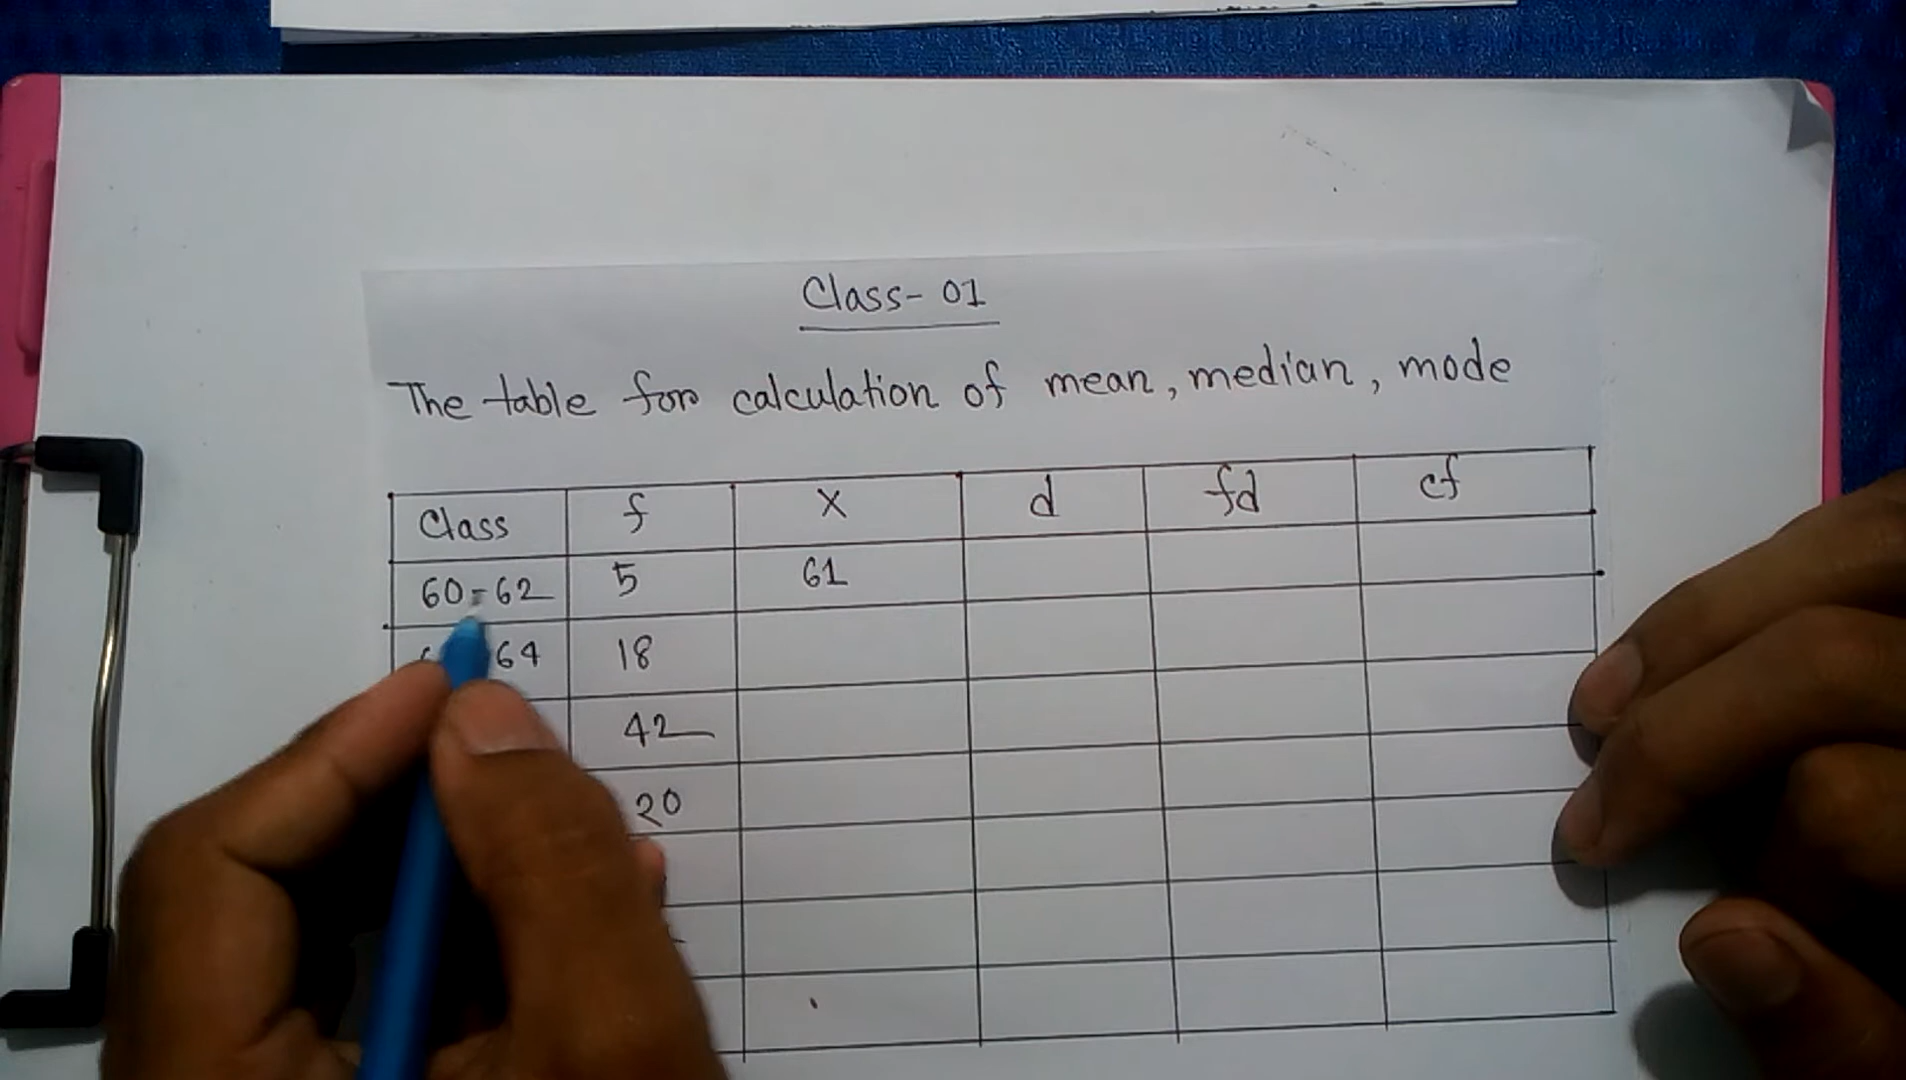 Class- 01
The table for calculation of mean, median, mode
Class f X d fd cf
60-62 5 61
64 18
42
20